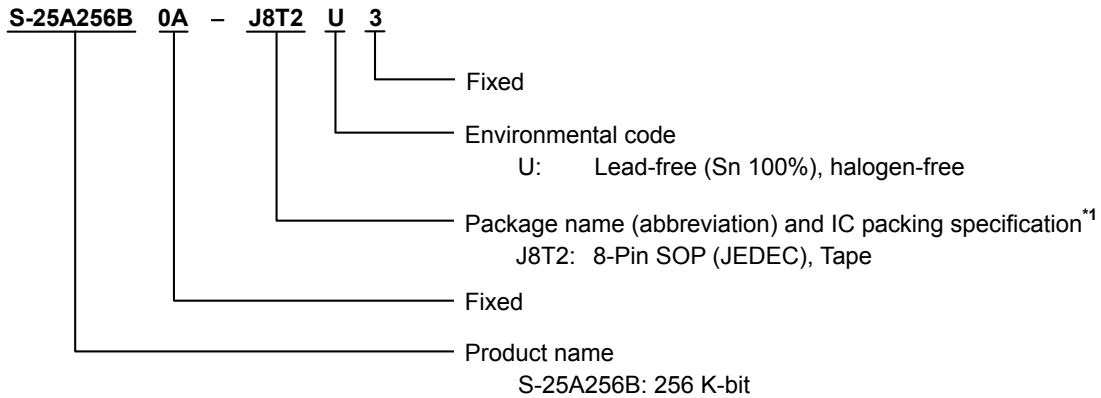 S-25A256B 0A – J8T2 U 3
Fixed
Environmental code
U: Lead-free (Sn 100%), halogen-free
Package name (abbreviation) and IC packing specification*1
J8T2: 8-Pin SOP (JEDEC), Tape
Fixed
Product name
S-25A256B: 256 K-bit